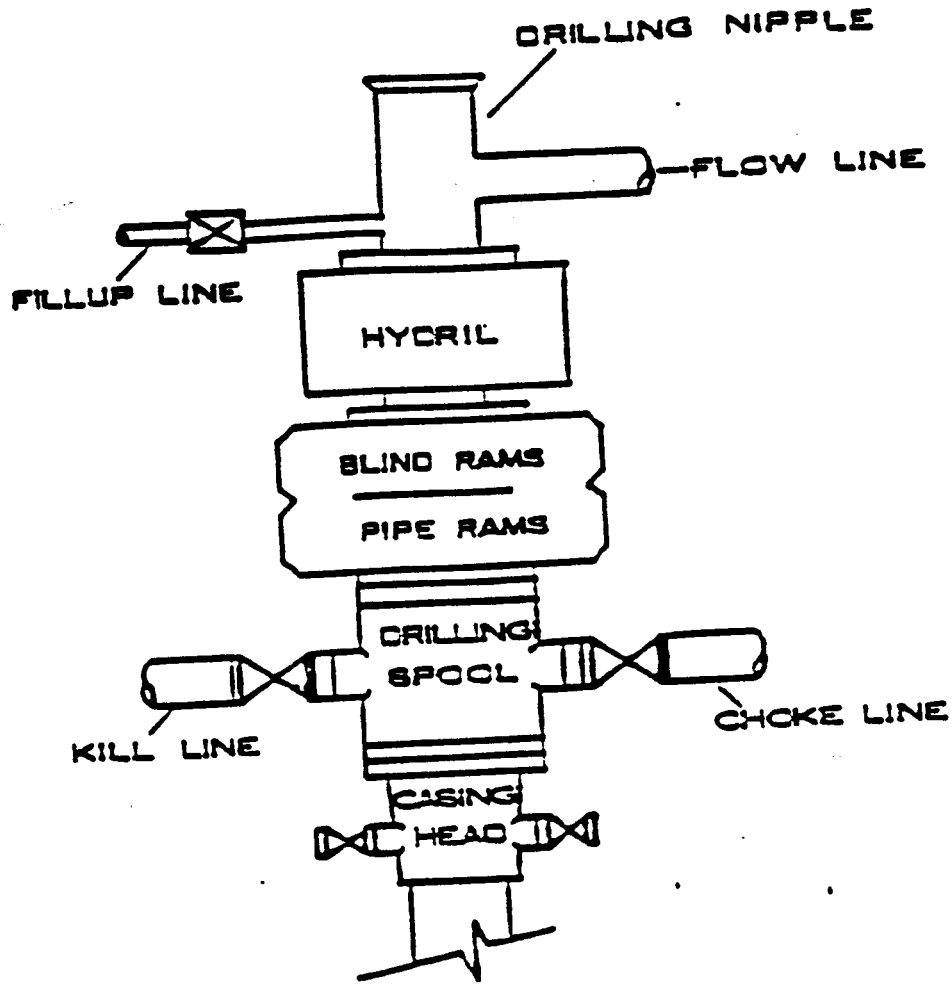 DRILLING NIPPLE
FLOW LINE
FILLUP LINE
HYDRIL
BLIND RAMS
PIPE RAMS
DRILLING
SPOOL
KILL LINE
CHOKE LINE
CASING
HEAD